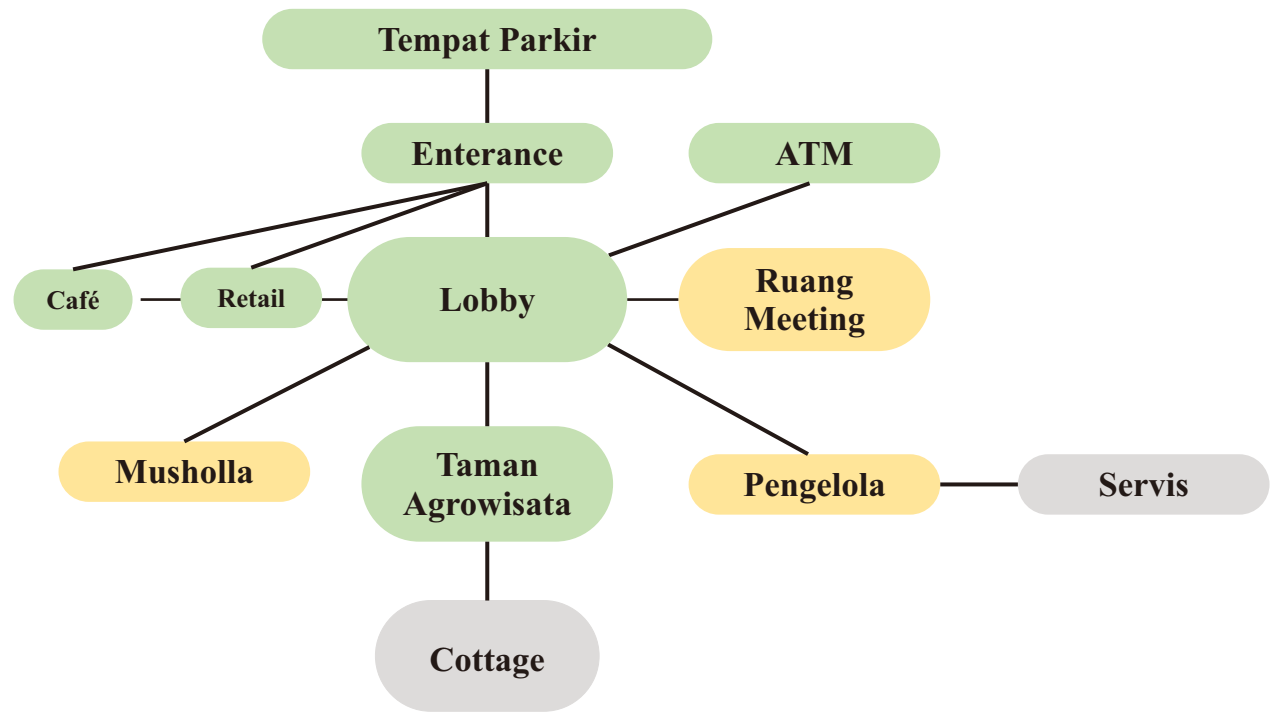 Tempat Parkir
Enterance
ATM
Café
Retail
Lobby
Ruang
Meeting
Musholla
Taman
Agrowisata
Pengelola
Servis
Cottage